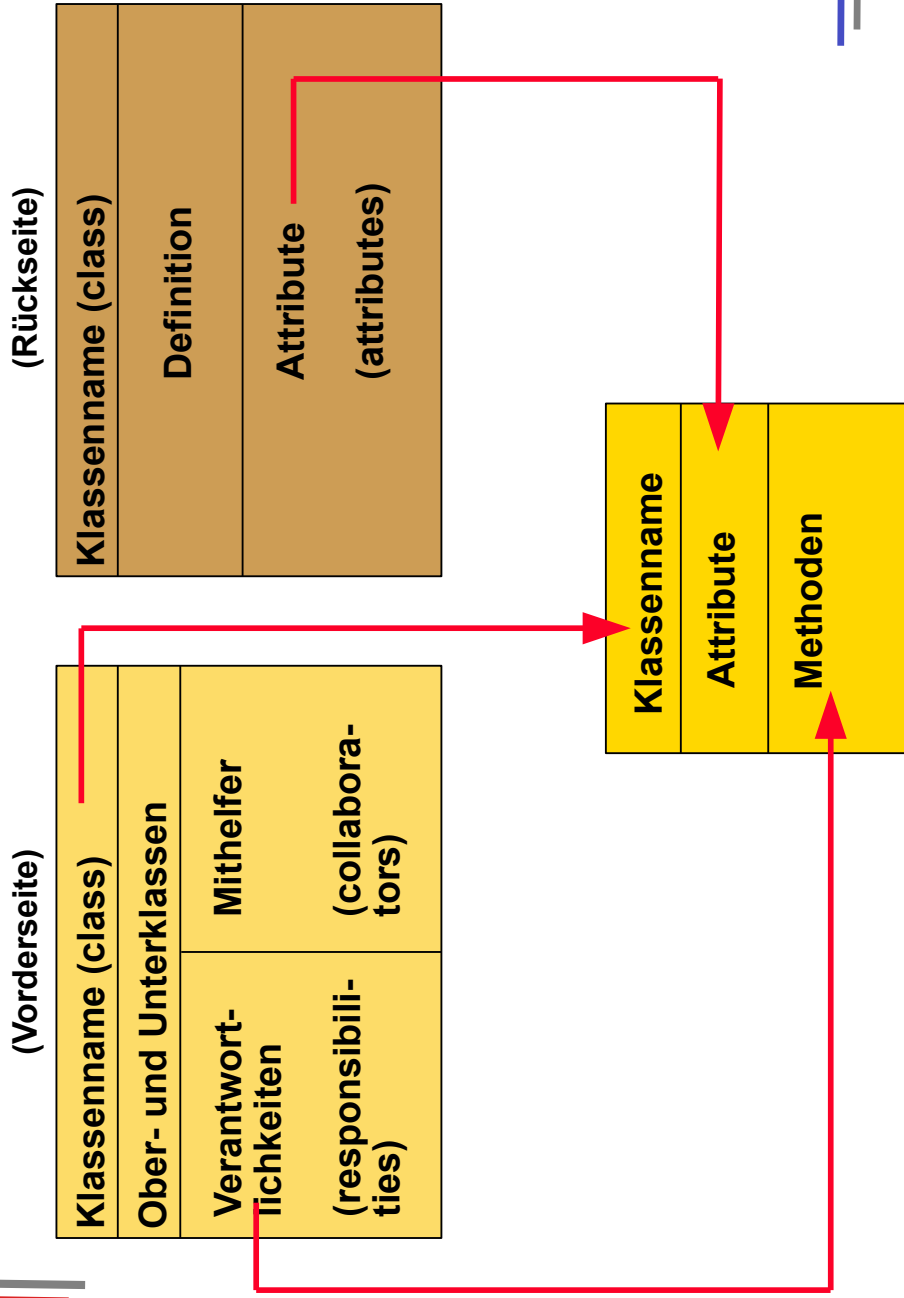 (Vorderseite)
Klassenname (class)
Ober- und Unterklassen
Verantwort-
lichkeiten
(responsibili-
ties)
Mithelfer
(collabora-
tors)
(Rückseite)
Klassenname (class)
Definition
Attribute
(attributes)
Klassenname
Attribute
Methoden